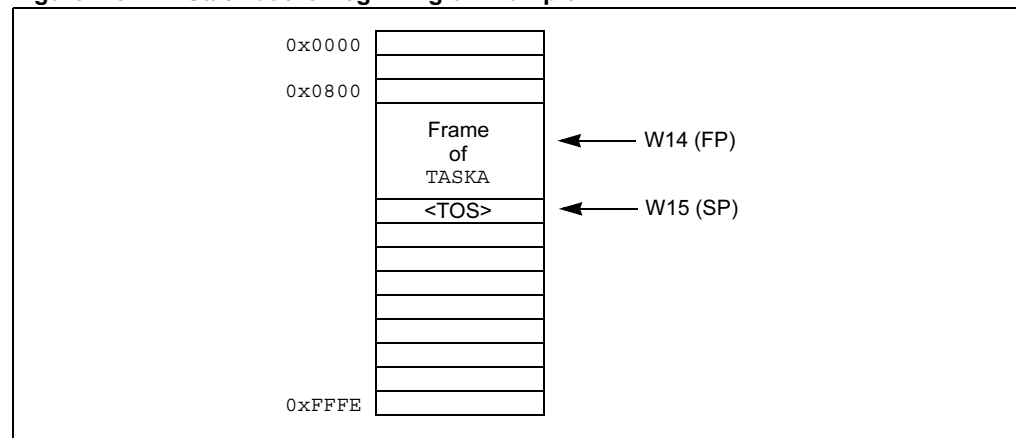 0x0000
0x0800
Frame
of
TASKA
W14 (FP)
<TOS>
W15 (SP)
0xFFFE